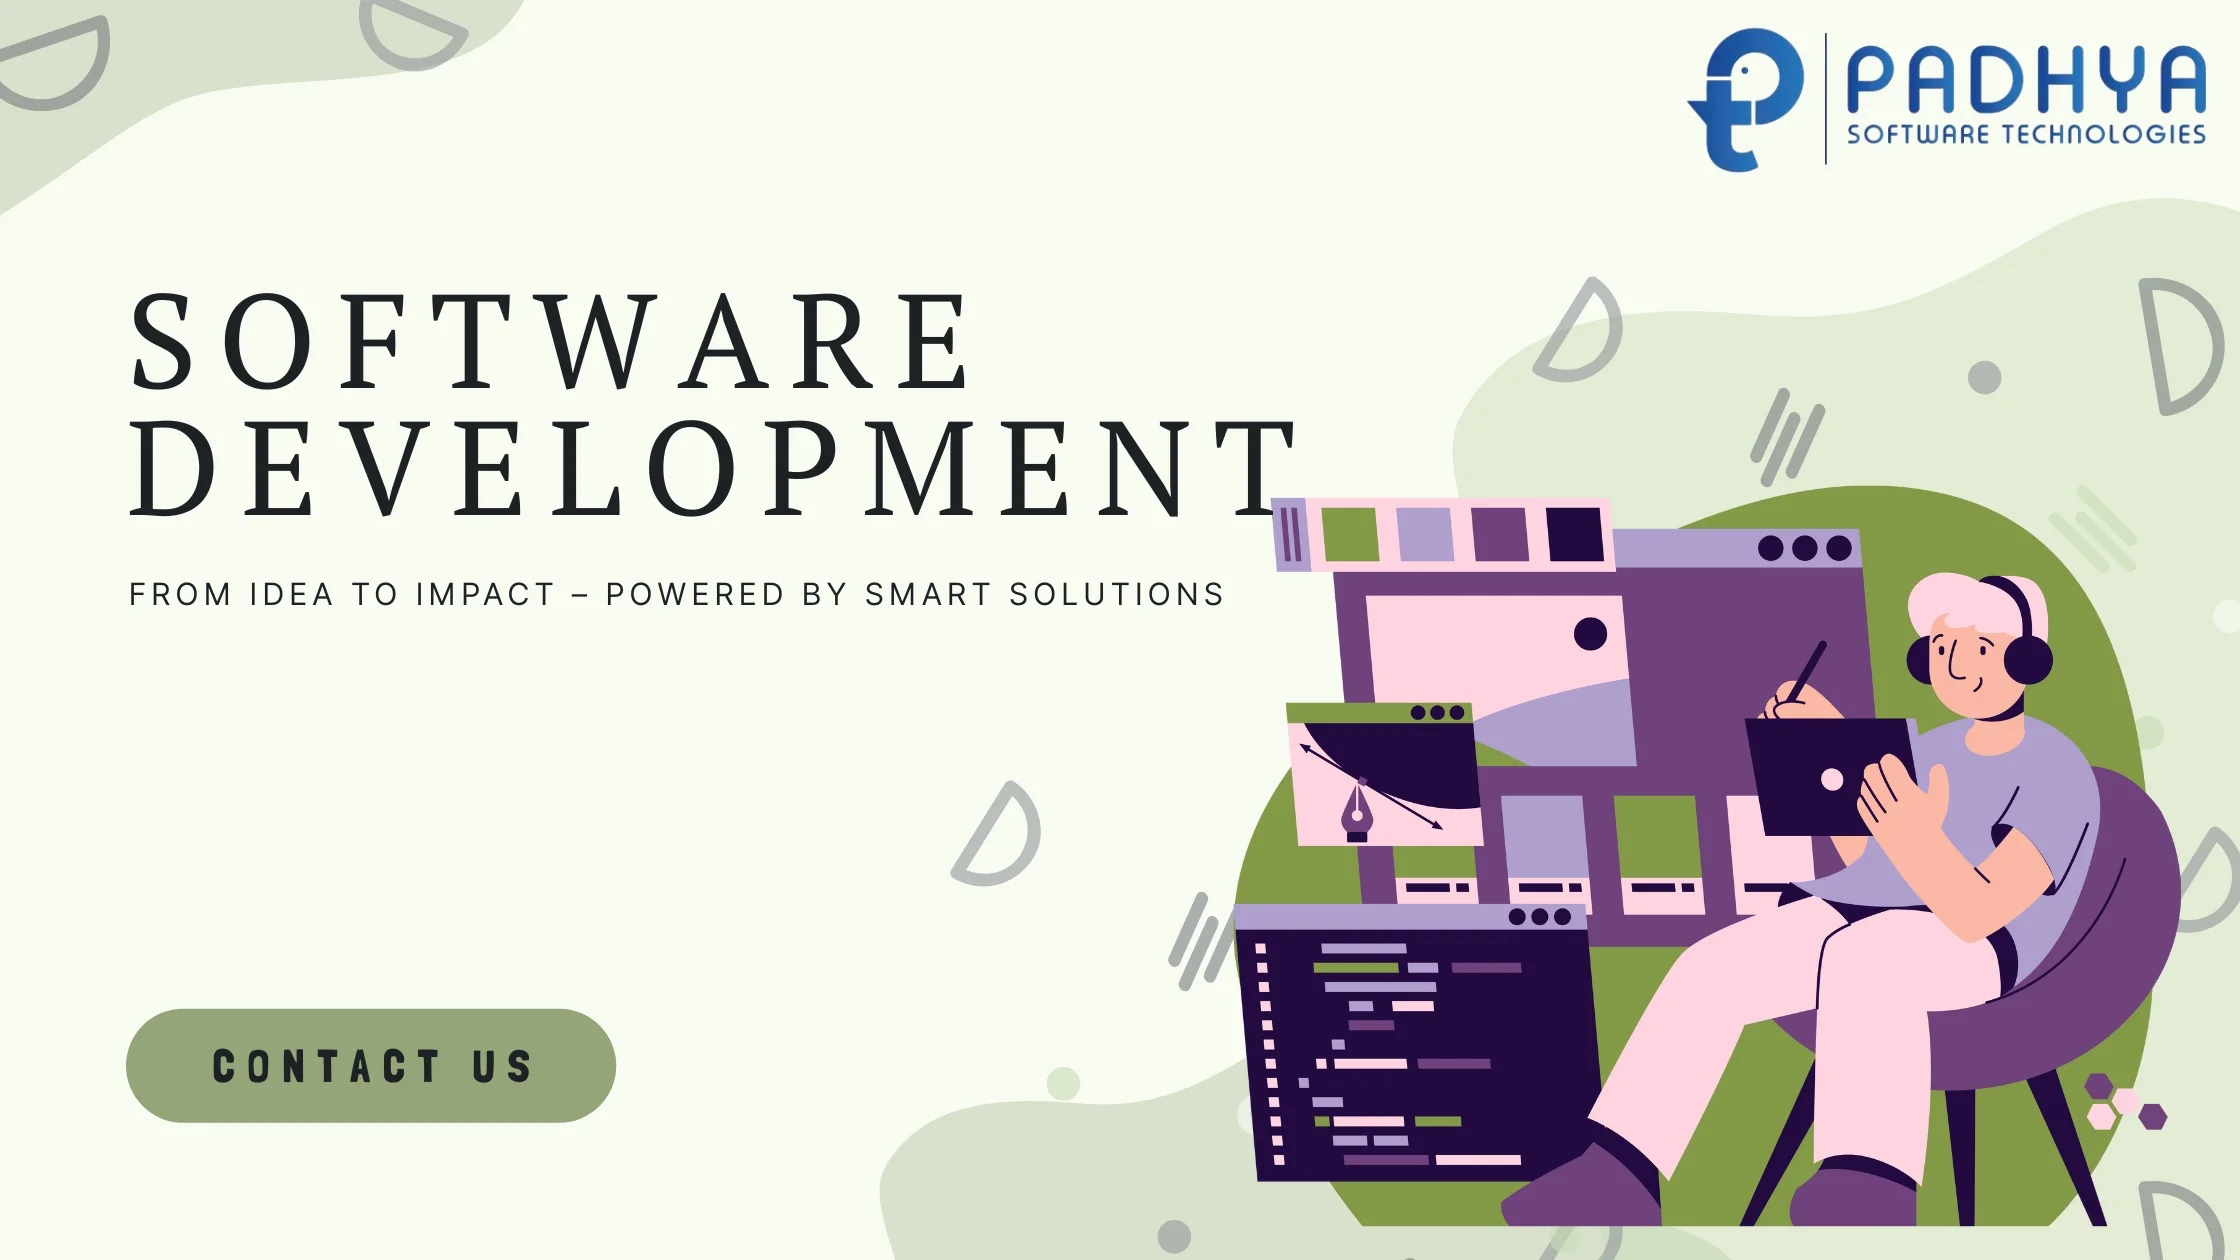 PADHYA
SOFTWARE TECHNOLOGIES
SOFTWARE
DEVELOPMENT
FROM IDEA TO IMPACT – POWERED BY SMART SOLUTIONS
CONTACT US